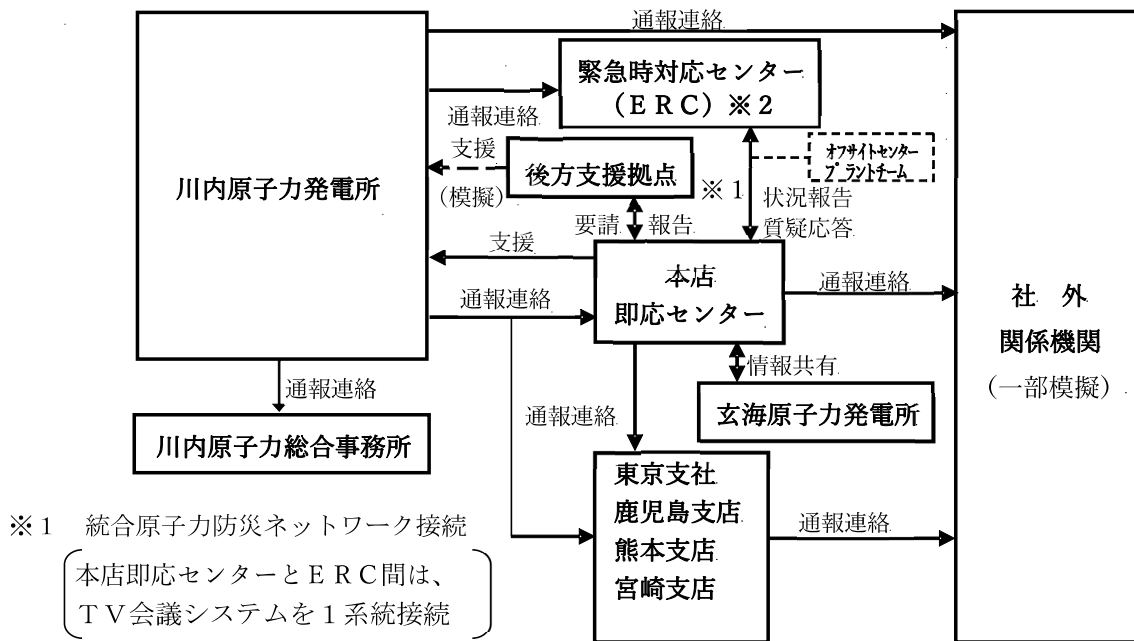 通報連絡
緊急時対応センター
（ＥＲＣ）※２
通報連絡
オフサイトセンター
プラントチーム
支援
後方支援拠点
※１
川内原子力発電所
（模擬）
状況報告
質疑応答
要請
報告
支援
本店
即応センター
通報連絡
通報連絡
社　外
関係機関
（一部模擬）
情報共有
通報連絡
玄海原子力発電所
通報連絡
川内原子力総合事務所
東京支社
鹿児島支店
熊本支店
宮崎支店
通報連絡
※１　統合原子力防災ネットワーク接続
本店即応センターとＥＲＣ間は、
ＴＶ会議システムを１系統接続